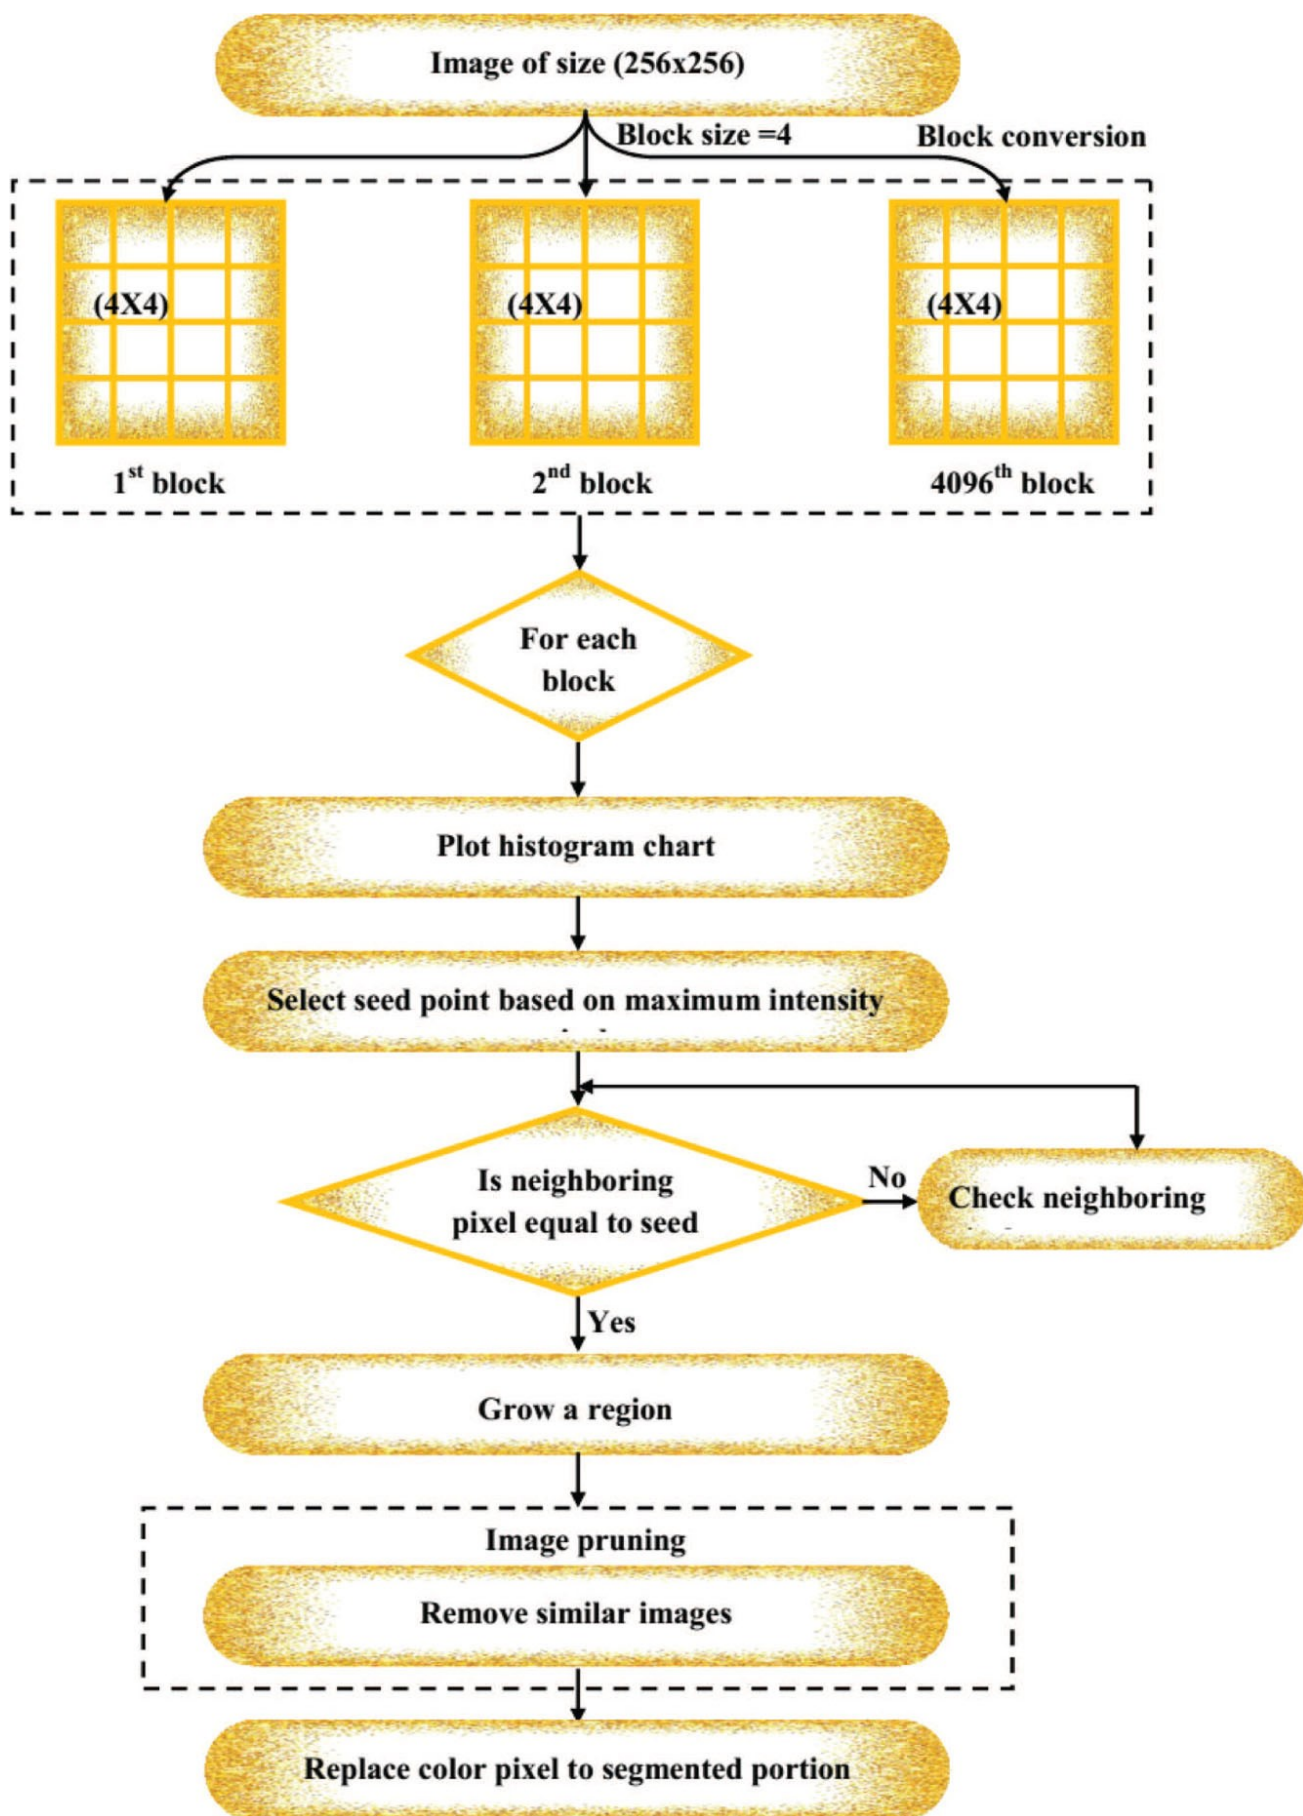 Image of size (256x256)
Block size =4
Block conversion
(4X4)
(4X4)
(4X4)
1st block
2nd block
4096th block
For each
block
Plot histogram chart
Select seed point based on maximum intensity
Is neighboring
pixel equal to seed
No
Check neighboring
Yes
Grow a region
Image pruning
Remove similar images
Replace color pixel to segmented portion